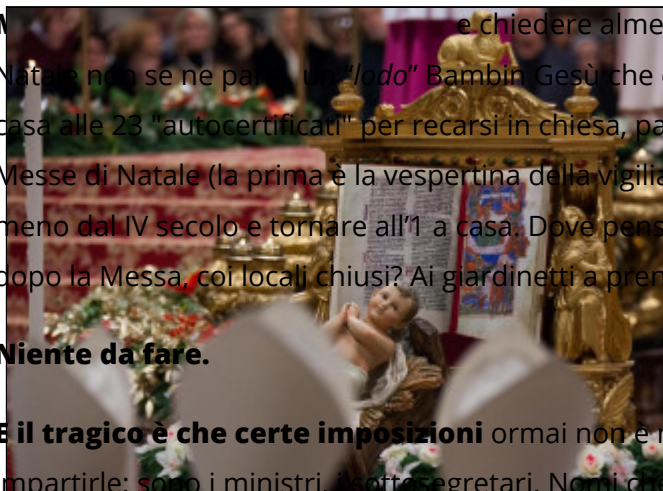 e chiedere alme
Natale non se ne parla, un “lodo” Bambin Gesù che
casa alle 23 "autocertificati" per recarsi in chiesa, pa
Messe di Natale (la prima è la vespertina della vigilia
meno dal IV secolo e tornare all’1 a casa. Dove pens
dopo la Messa, coi locali chiusi? Ai giardinetti a pren
Niente da fare.
E il tragico è che certe imposizioni ormai non è
mpartirle: sono i ministri, i sottosegretari. Nomi ch